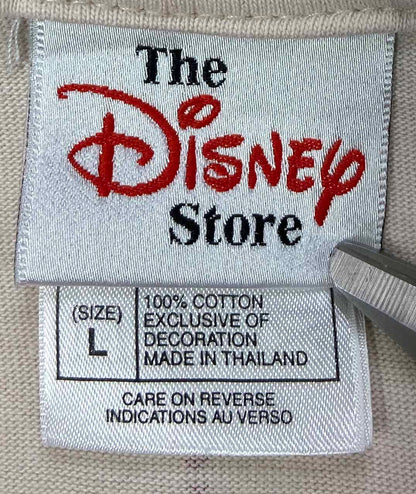 The
Disney
Store
(SIZE)
L
100% COTTON
EXCLUSIVE OF
DECORATION
MADE IN THAILAND
CARE ON REVERSE
INDICATIONS AU VERSO